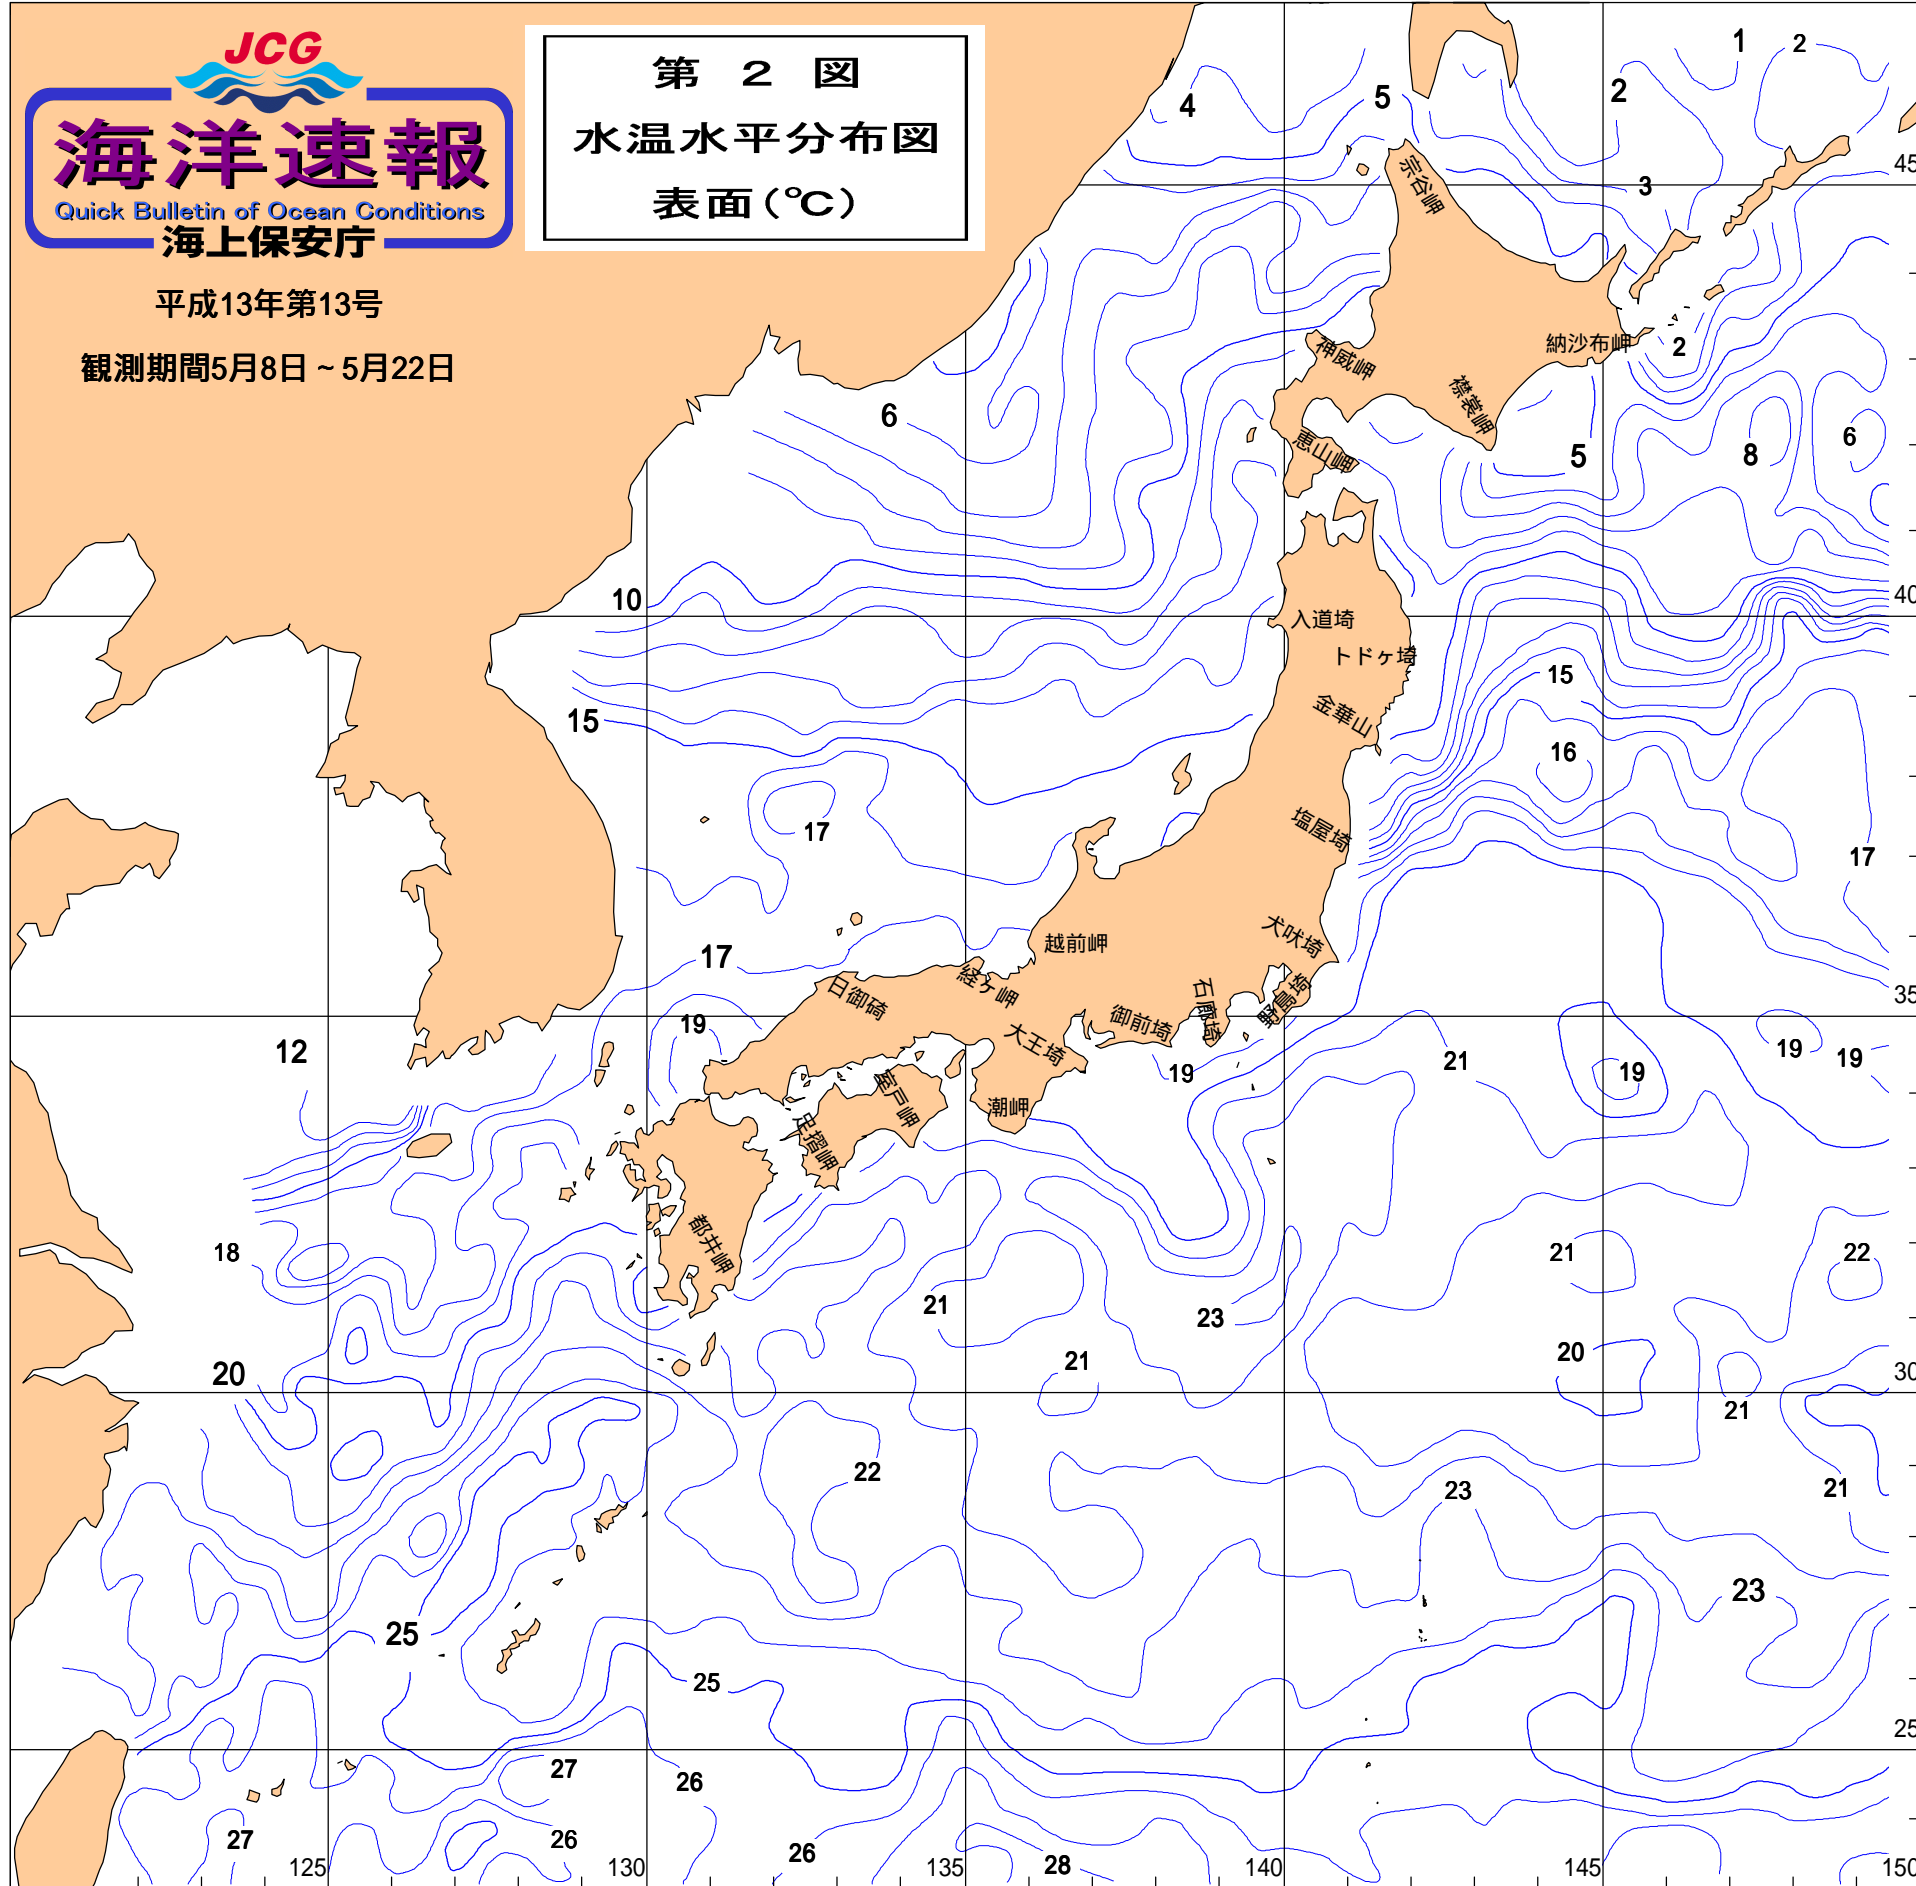 JCG
海洋速報
Quick Bulletin of Ocean Conditions
海上保安庁
平成13年第13号
観測期間5月8日～5月22日
第 2 図
水温水平分布図
表面(℃)
1
2
4
5
2
3
45
宗谷岬
納沙布岬
2
神威岬
襟裳岬
6
恵山岬
5
8
6
10
40
入道埼
トドヶ埼
15
金華山
15
16
17
塩屋埼
17
犬吠埼
越前岬
17
経ヶ岬
日御碕
石廊埼
野島埼
35
御前埼
大王埼
19
12
19
21
19
19
19
室戸岬
潮岬
足摺岬
都井岬
18
21
22
21
23
20
21
20
30
21
22
23
21
25
23
25
25
27
26
27
26
26
28
125
130
135
140
145
150